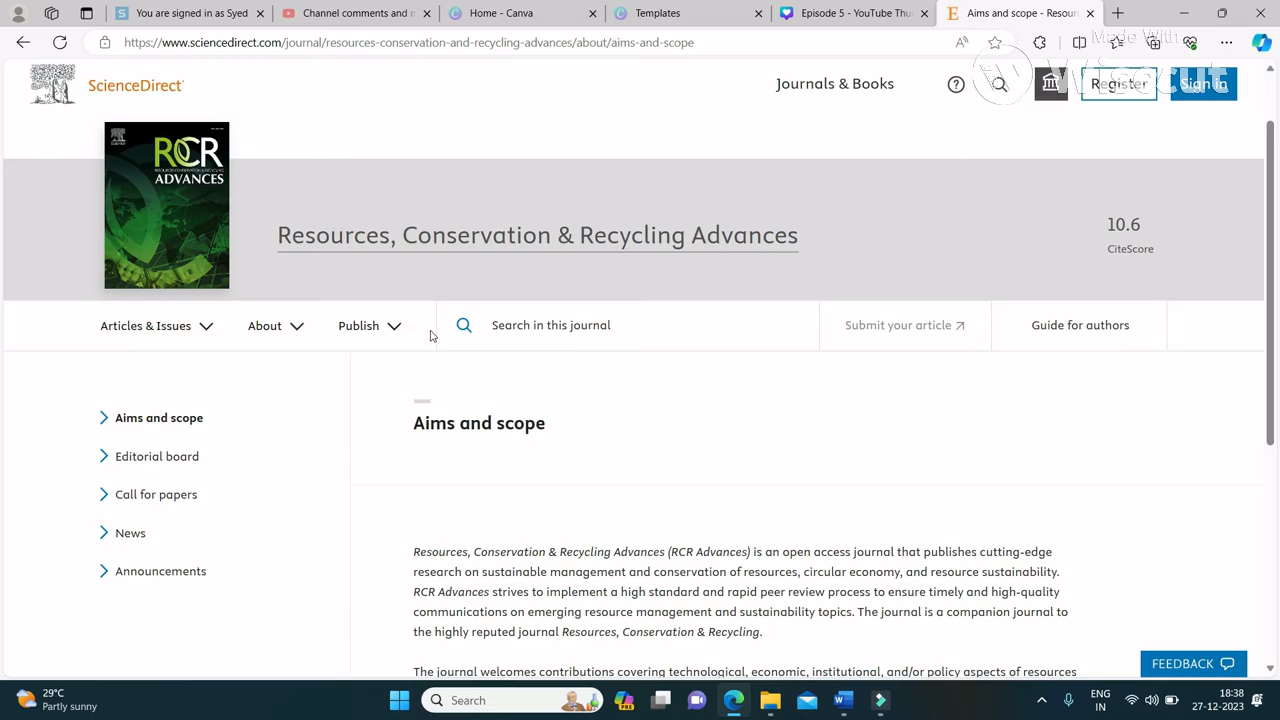 You are signed in as Syed
Channel comments and m
Home - Canva
Templates
Episode 5 - YouTube Thu
Aims and scope - Resour
https://www.sciencedirect.com/journal/resources-conservation-and-recycling-advances/about/aims-and-scope
Made With
Wisecut
ScienceDirect
Journals & Books
Register
Sign in
RCR
RESOURCES CONSERVATION & RECYCLING
ADVANCES
Resources, Conservation & Recycling Advances
10.6
CiteScore
Articles & Issues
About
Publish
Search in this journal
Submit your article
Guide for authors
Aims and scope
Editorial board
Call for papers
News
Announcements
Aims and scope
Resources, Conservation & Recycling Advances (RCR Advances) is an open access journal that publishes cutting-edge
research on sustainable management and conservation of resources, circular economy, and resource sustainability.
RCR Advances strives to implement a high standard and rapid peer review process to ensure timely and high-quality
communications on emerging resource management and sustainability topics. The journal is a companion journal to
the highly reputed journal Resources, Conservation & Recycling.
The journal welcomes contributions covering technological, economic, institutional, and/or policy aspects of resources
FEEDBACK
29°C
Partly sunny
Search
ENG
IN
18:38
27-12-2023